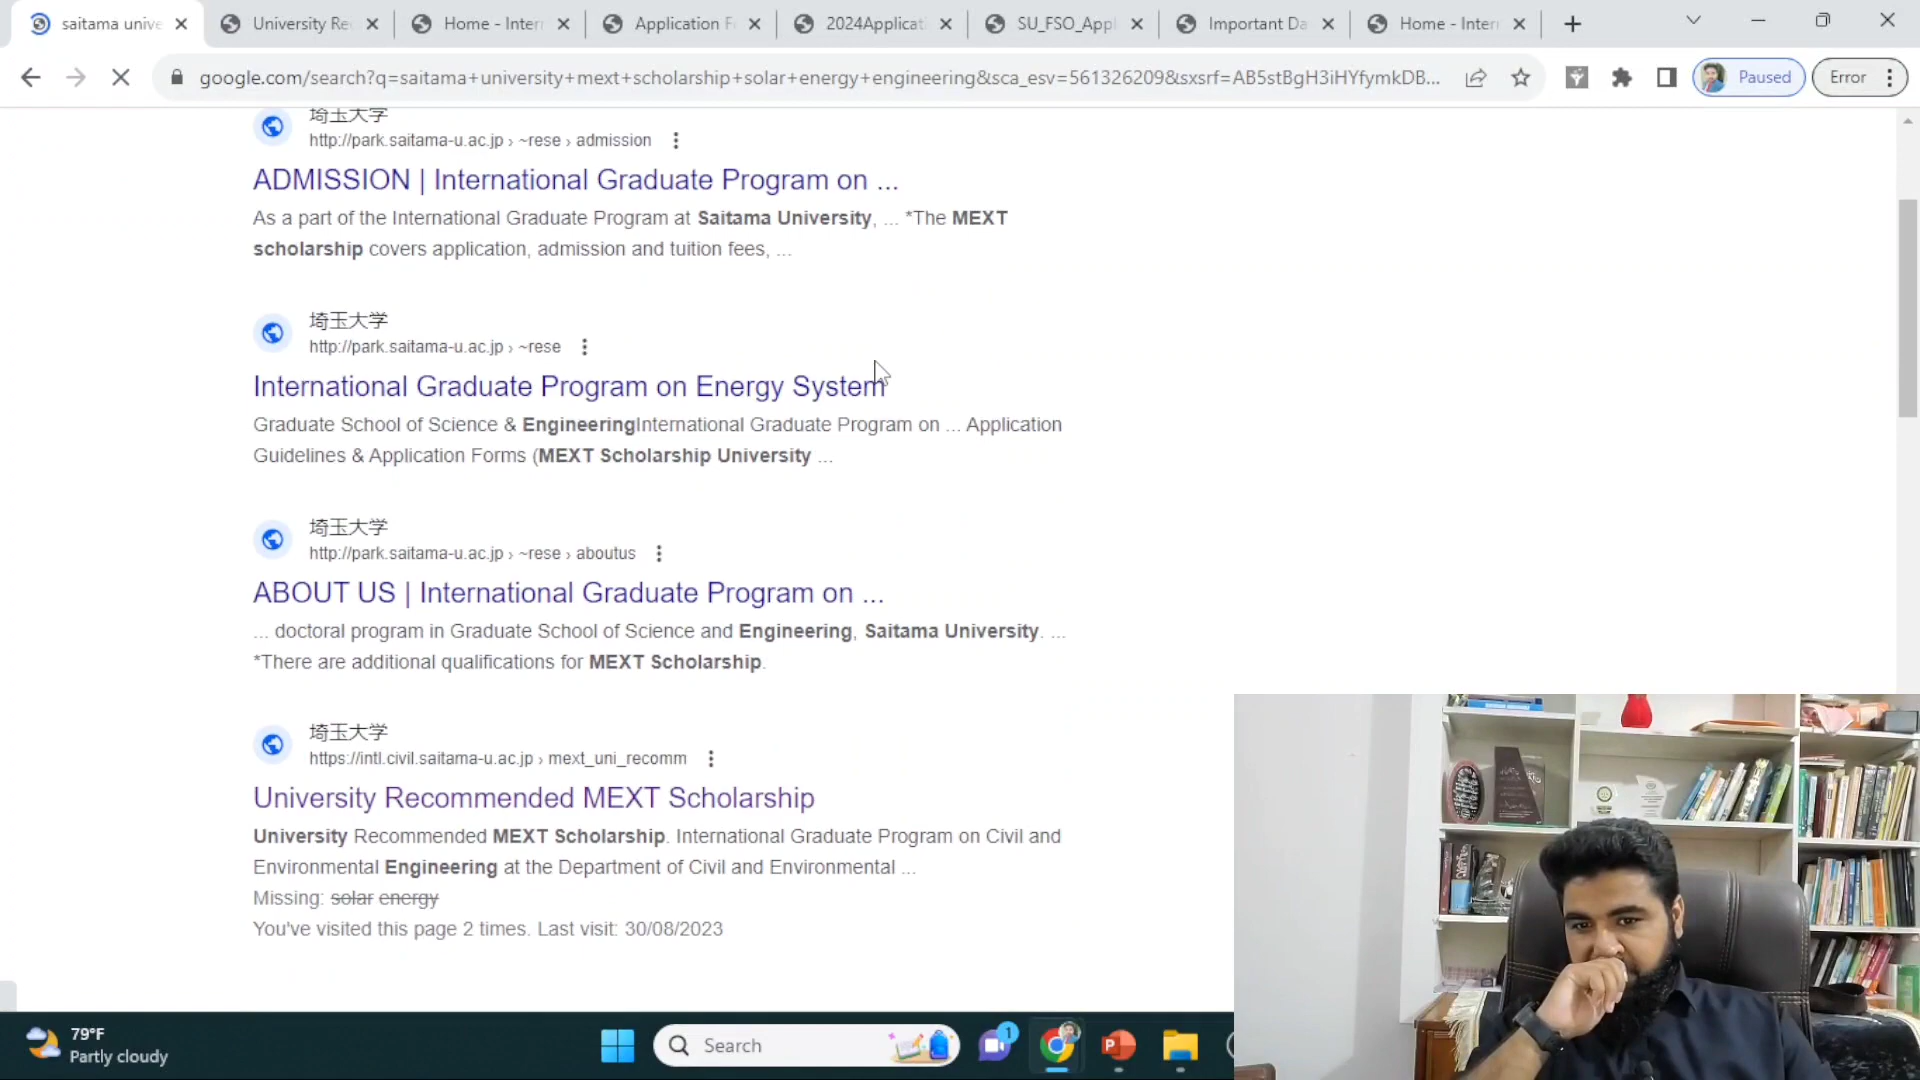 saitama unive
University Re
Home - Inter
Application F
2024Applicati
SU_FSO_Appl
Important Da
Home - Inter
google.com/search?q=saitama+university+mext+scholarship+solar+energy+engineering&sca_esv=561326209&sxsrf=AB5stBgH3iHYfymkDB...
Paused
Error
埼玉大学
http://park.saitama-u.ac.jp › ~rese › admission
ADMISSION | International Graduate Program on ...
As a part of the International Graduate Program at Saitama University, ... *The MEXT
scholarship covers application, admission and tuition fees, ...
埼玉大学
http://park.saitama-u.ac.jp › ~rese
International Graduate Program on Energy System
Graduate School of Science & EngineeringInternational Graduate Program on ... Application
Guidelines & Application Forms (MEXT Scholarship University ...
埼玉大学
http://park.saitama-u.ac.jp › ~rese › aboutus
ABOUT US | International Graduate Program on ...
... doctoral program in Graduate School of Science and Engineering, Saitama University. ...
*There are additional qualifications for MEXT Scholarship.
埼玉大学
https://intl.civil.saitama-u.ac.jp › mext_uni_recomm
University Recommended MEXT Scholarship
University Recommended MEXT Scholarship. International Graduate Program on Civil and
Environmental Engineering at the Department of Civil and Environmental ...
Missing: solar energy
You've visited this page 2 times. Last visit: 30/08/2023
79°F
Partly cloudy
Search
1